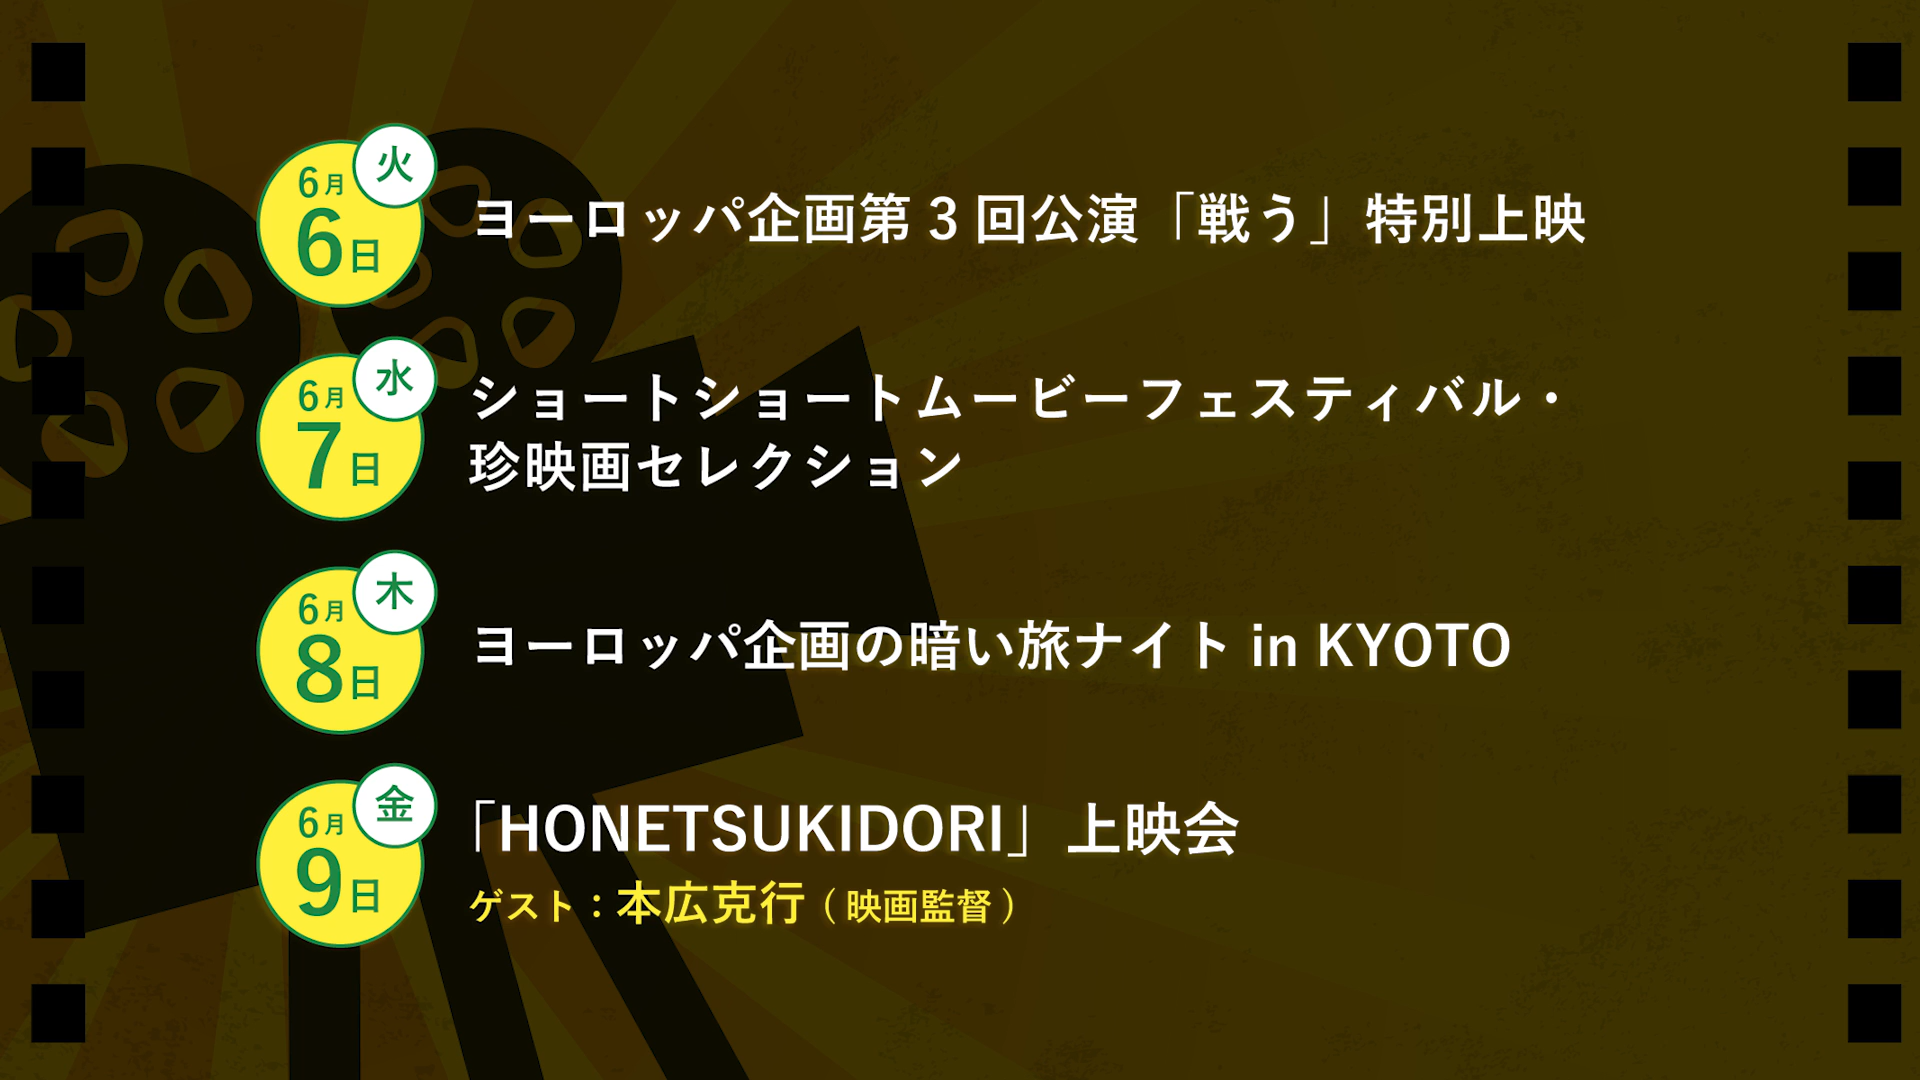 火
6月
6日
ヨーロッパ企画第3回公演「戦う」特別上映
水
6月
7日
ショートショートムービーフェスティバル・
珍映画セレクション
木
6月
8日
ヨーロッパ企画の暗い旅ナイト in KYOTO
金
6月
9日
「HONETSUKIDORI」上映会
ゲスト：本広克行（映画監督）